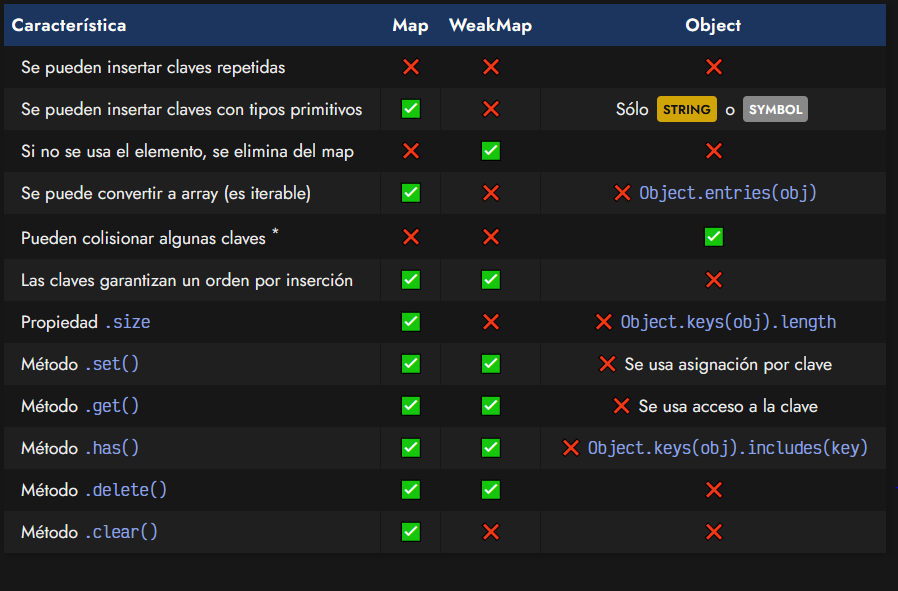 Característica Map WeakMap Object
Se pueden insertar claves repetidas ❌ ❌ ❌
Se pueden insertar claves con tipos primitivos ✅ ❌ Sólo STRING o SYMBOL
Si no se usa el elemento, se elimina del map ❌ ✅ ❌
Se puede convertir a array (es iterable) ✅ ❌ ❌ Object.entries(obj)
Pueden colisionar algunas claves * ❌ ❌ ✅
Las claves garantizan un orden por inserción ✅ ✅ ❌
Propiedad .size ✅ ❌ ❌ Object.keys(obj).length
Método .set() ✅ ✅ ❌ Se usa asignación por clave
Método .get() ✅ ✅ ❌ Se usa acceso a la clave
Método .has() ✅ ✅ ❌ Object.keys(obj).includes(key)
Método .delete() ✅ ✅ ❌
Método .clear() ✅ ❌ ❌